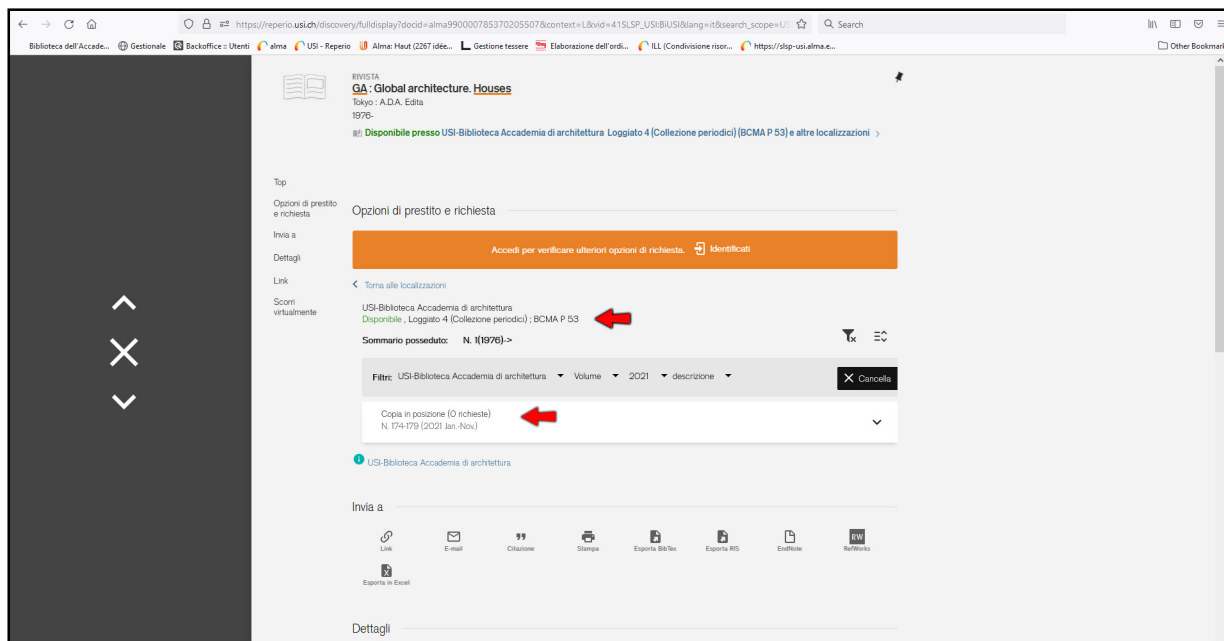 https://reperio.usi.ch/discovery/fulldisplay?docid=alma990000785370205507&context=L&vid=41SLSP_USI:BiUSI&lang=it&search_scope=US
Search
Biblioteca dell'Accade...
Gestionale
Backoffice :: Utenti
alma
USI - Reperio
Alma: Haut (2267 idée...
Gestione tessere
Elaborazione dell'ordi...
ILL (Condivisione risor...
https://slsp-usi.alma.e...
Other Bookmark
RIVISTA
GA : Global architecture. Houses
Tokyo : A.D.A. Edita
1976-
Disponibile presso USI-Biblioteca Accademia di architettura Loggiato 4 (Collezione periodici) (BCMA P 53) e altre localizzazioni
Top
Opzioni di prestito
e richiesta
Invia a
Dettagli
Link
Scorri
virtualmente
Opzioni di prestito e richiesta
Accedi per verificare ulteriori opzioni di richiesta. Identificati
Torna alle localizzazioni
USI-Biblioteca Accademia di architettura
Disponibile , Loggiato 4 (Collezione periodici) ; BCMA P 53
Sommario posseduto: N. 1(1976)->
Filtri: USI-Biblioteca Accademia di architettura Volume 2021 descrizione
Cancella
Copia in posizione (0 richieste)
N. 174-179 (2021 Jan.-Nov.)
USI-Biblioteca Accademia di architettura
Invia a
Link
E-mail
Citazione
Stampa
Esporta BibTex
Esporta RIS
EndNote
RW
RefWorks
Esporta in Excel
Dettagli